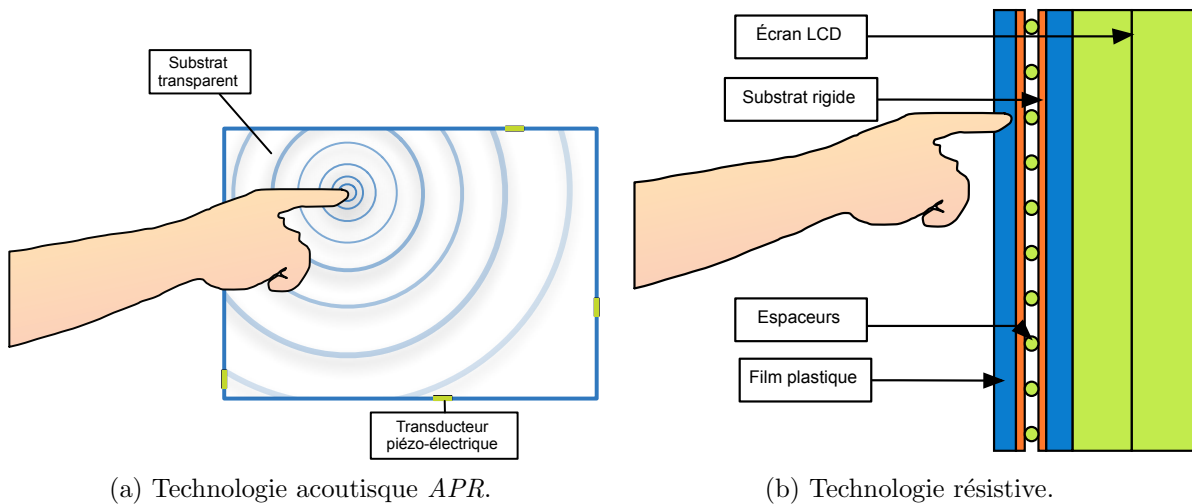 Substrat
transparent
Transducteur
piézo-électrique
(a) Technologie acoutisque APR.
Écran LCD
Substrat rigide
Espaceurs
Film plastique
(b) Technologie résistive.